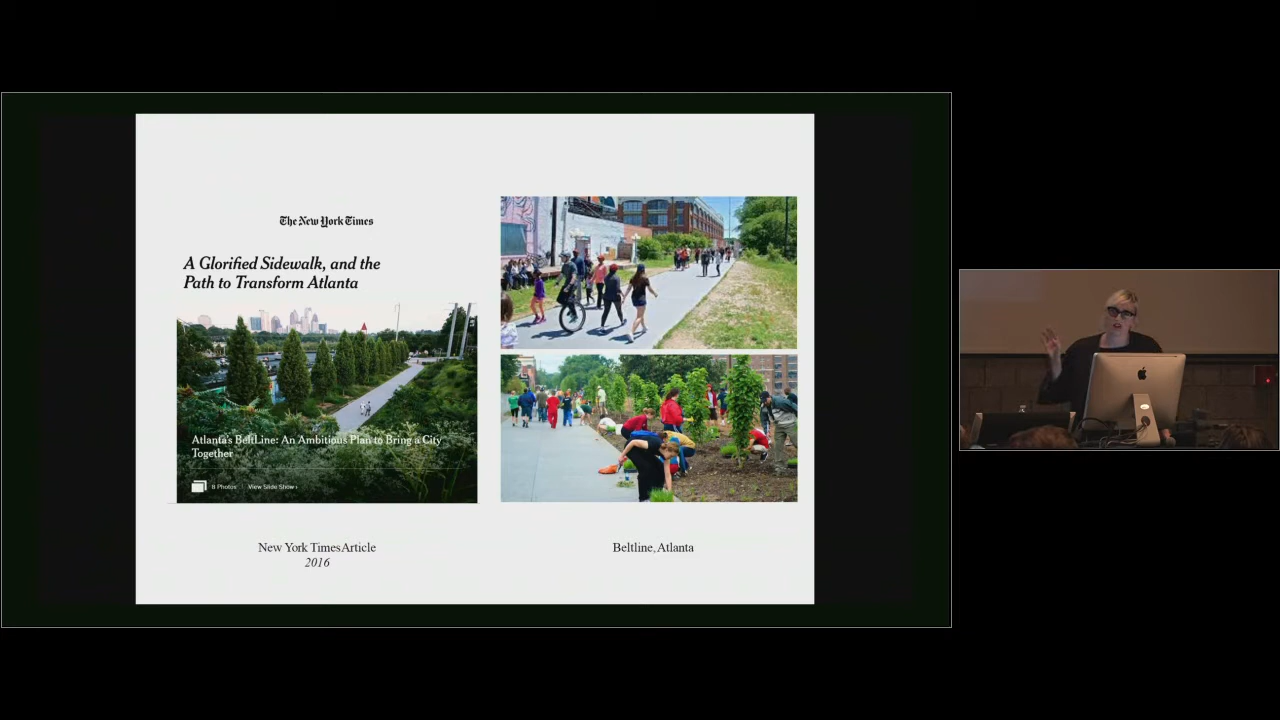 The New York Times
A Glorified Sidewalk, and the
Path to Transform Atlanta
Atlanta's BeltLine: An Ambitious Plan to Bring a City
Together
8 Photos
View Slide Show ›
New York Times Article
2016
Beltline, Atlanta